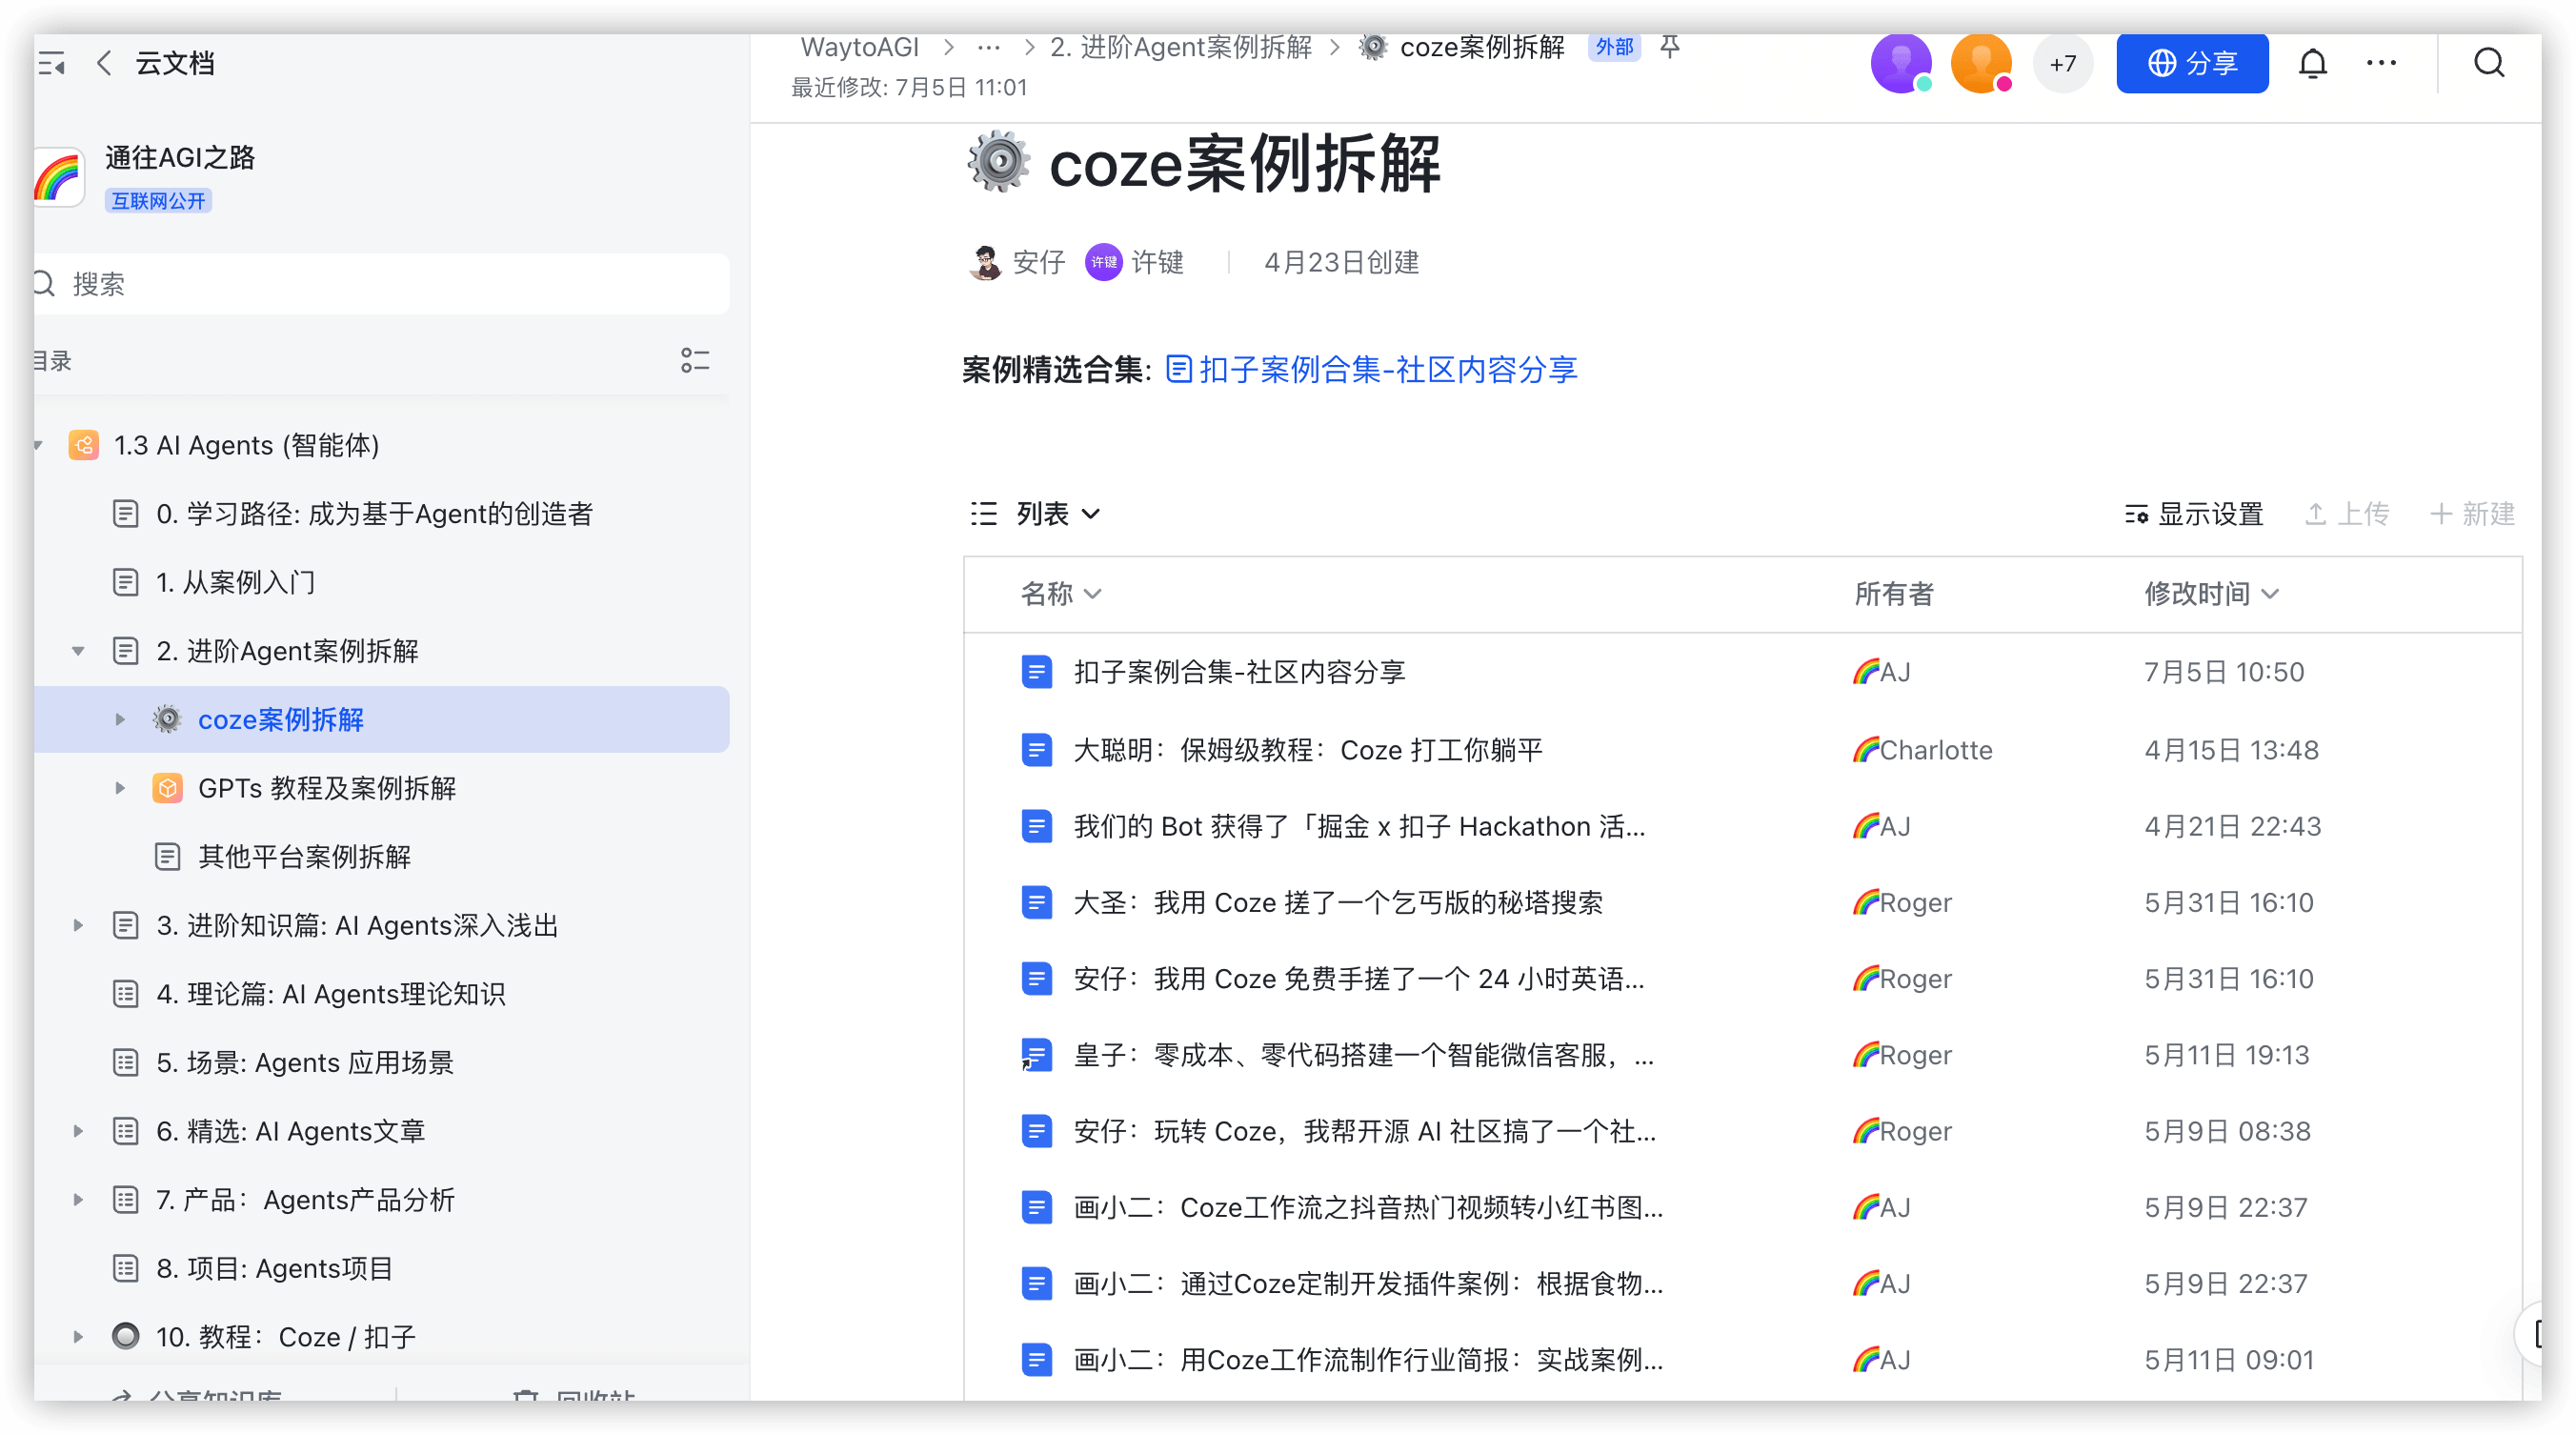 云文档
通往AGI之路
互联网公开
搜索
目录
1.3 AI Agents (智能体)
0. 学习路径: 成为基于Agent的创造者
1. 从案例入门
2. 进阶Agent案例拆解
coze案例拆解
GPTs 教程及案例拆解
其他平台案例拆解
3. 进阶知识篇: AI Agents深入浅出
4. 理论篇: AI Agents理论知识
5. 场景: Agents 应用场景
6. 精选: AI Agents文章
7. 产品：Agents产品分析
8. 项目: Agents项目
10. 教程：Coze / 扣子
分享知识库 回收站
WaytoAGI > ··· > 2. 进阶Agent案例拆解 > coze案例拆解 外部
最近修改: 7月5日 11:01
+7 分享
coze案例拆解
安仔 许键 许键 4月23日创建
案例精选合集: 扣子案例合集-社区内容分享
列表 显示设置 上传 新建
名称 所有者 修改时间
扣子案例合集-社区内容分享 AJ 7月5日 10:50
大聪明：保姆级教程：Coze 打工你躺平 Charlotte 4月15日 13:48
我们的 Bot 获得了「掘金 x 扣子 Hackathon 活... AJ 4月21日 22:43
大圣：我用 Coze 搓了一个乞丐版的秘塔搜索 Roger 5月31日 16:10
安仔：我用 Coze 免费手搓了一个 24 小时英语... Roger 5月31日 16:10
皇子：零成本、零代码搭建一个智能微信客服，... Roger 5月11日 19:13
安仔：玩转 Coze，我帮开源 AI 社区搞了一个社... Roger 5月9日 08:38
画小二：Coze工作流之抖音热门视频转小红书图... AJ 5月9日 22:37
画小二：通过Coze定制开发插件案例：根据食物... AJ 5月9日 22:37
画小二：用Coze工作流制作行业简报：实战案例... AJ 5月11日 09:01